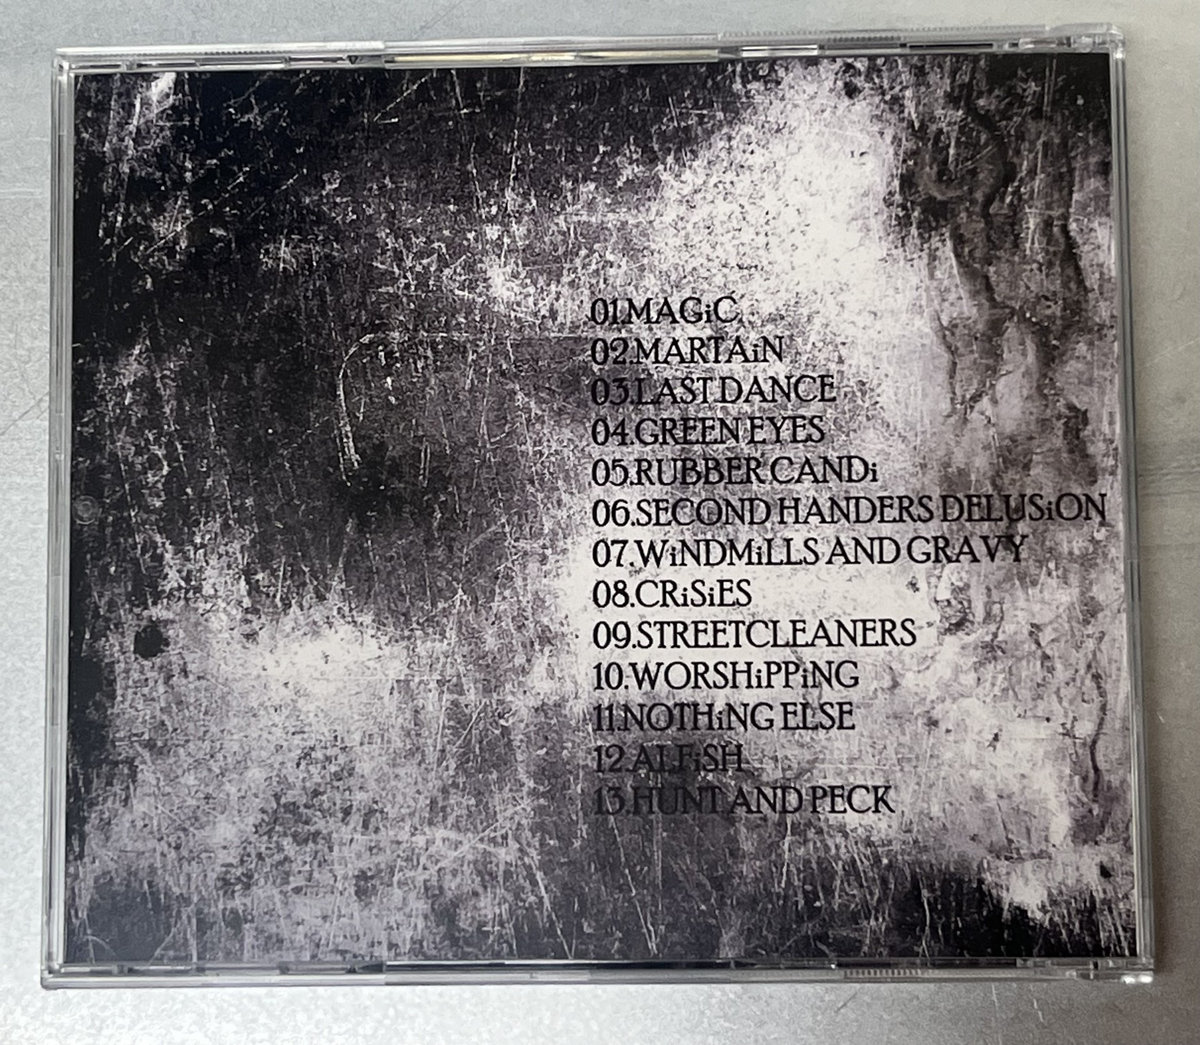 01.MAGiC
02.MARTAiN
03.LAST DANCE
04.GREEN EYES
05.RUBBER CANDi
06.SECOND HANDERS DELUSiON
07.WiNDMiLLS AND GRAVY
08.CRiSiES
09.STREETCLEANERS
10.WORSHiPPiNG
11.NOTHiNG ELSE
12.ALFiSH
13.HUNT AND PECK